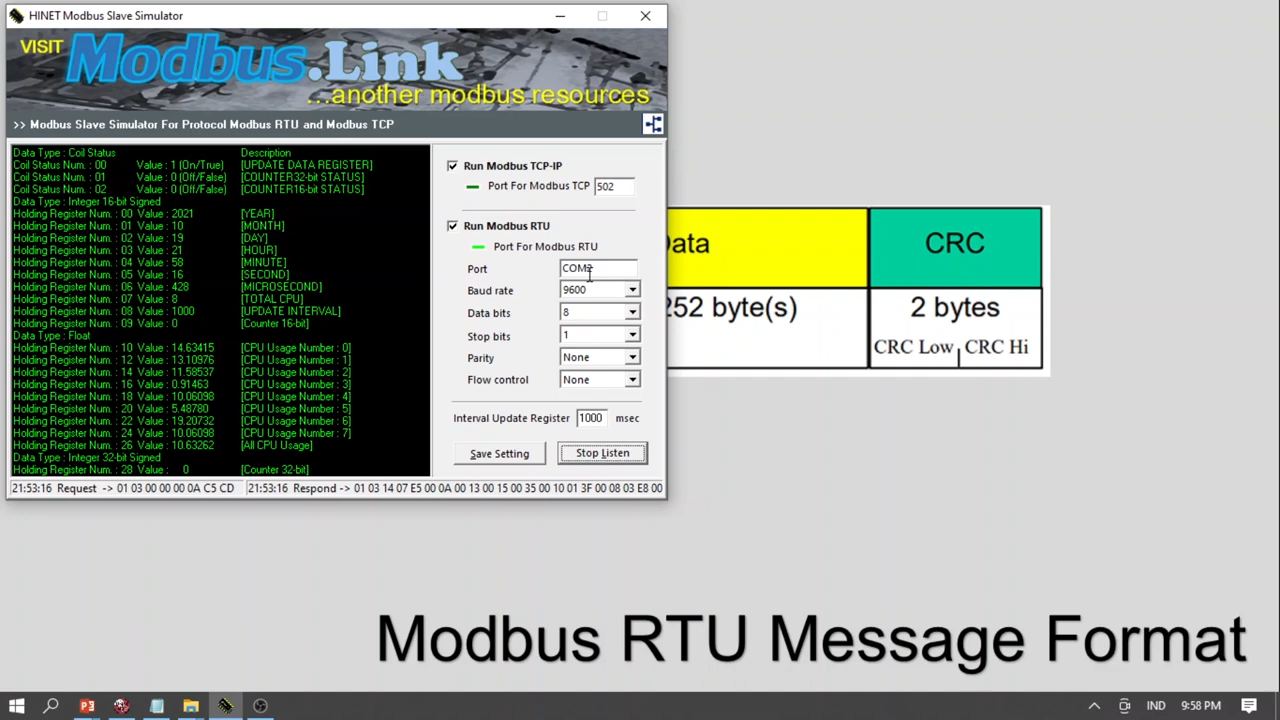 HINET Modbus Slave Simulator
VISIT Modbus.Link
...another modbus resources
>> Modbus Slave Simulator For Protocol Modbus RTU and Modbus TCP
Data Type : Coil Status Description
Coil Status Num. : 00 Value : 1 (On/True) [UPDATE DATA REGISTER]
Coil Status Num. : 01 Value : 0 (Off/False) [COUNTER32-bit STATUS]
Coil Status Num. : 02 Value : 0 (Off/False) [COUNTER16-bit STATUS]
Data Type : Integer 16-bit Signed
Holding Register Num. : 00 Value : 2021 [YEAR]
Holding Register Num. : 01 Value : 10 [MONTH]
Holding Register Num. : 02 Value : 19 [DAY]
Holding Register Num. : 03 Value : 21 [HOUR]
Holding Register Num. : 04 Value : 58 [MINUTE]
Holding Register Num. : 05 Value : 16 [SECOND]
Holding Register Num. : 06 Value : 428 [MICROSECOND]
Holding Register Num. : 07 Value : 8 [TOTAL CPU]
Holding Register Num. : 08 Value : 1000 [UPDATE INTERVAL]
Holding Register Num. : 09 Value : 0 [Counter 16-bit]
Data Type : Float
Holding Register Num. : 10 Value : 14.63415 [CPU Usage Number : 0]
Holding Register Num. : 12 Value : 13.10976 [CPU Usage Number : 1]
Holding Register Num. : 14 Value : 11.58537 [CPU Usage Number : 2]
Holding Register Num. : 16 Value : 0.91463 [CPU Usage Number : 3]
Holding Register Num. : 18 Value : 10.06098 [CPU Usage Number : 4]
Holding Register Num. : 20 Value : 5.48780 [CPU Usage Number : 5]
Holding Register Num. : 22 Value : 19.20732 [CPU Usage Number : 6]
Holding Register Num. : 24 Value : 10.06098 [CPU Usage Number : 7]
Holding Register Num. : 26 Value : 10.63262 [All CPU Usage]
Data Type : Integer 32-bit Signed
Holding Register Num. : 28 Value : 0 [Counter 32-bit]
Run Modbus TCP-IP
Port For Modbus TCP 502
Run Modbus RTU
Port For Modbus RTU
Port COM2
Baud rate 9600
Data bits 8
Stop bits 1
Parity None
Flow control None
Interval Update Register 1000 msec
Save Setting Stop Listen
21:53:16 Request -> 01 03 00 00 00 0A C5 CD 21:53:16 Respond -> 01 03 14 07 E5 00 0A 00 13 00 15 00 35 00 10 01 3F 00 08 03 E8 00
Data CRC
252 byte(s) 2 bytes
CRC Low CRC Hi
Modbus RTU Message Format
IND 9:58 PM